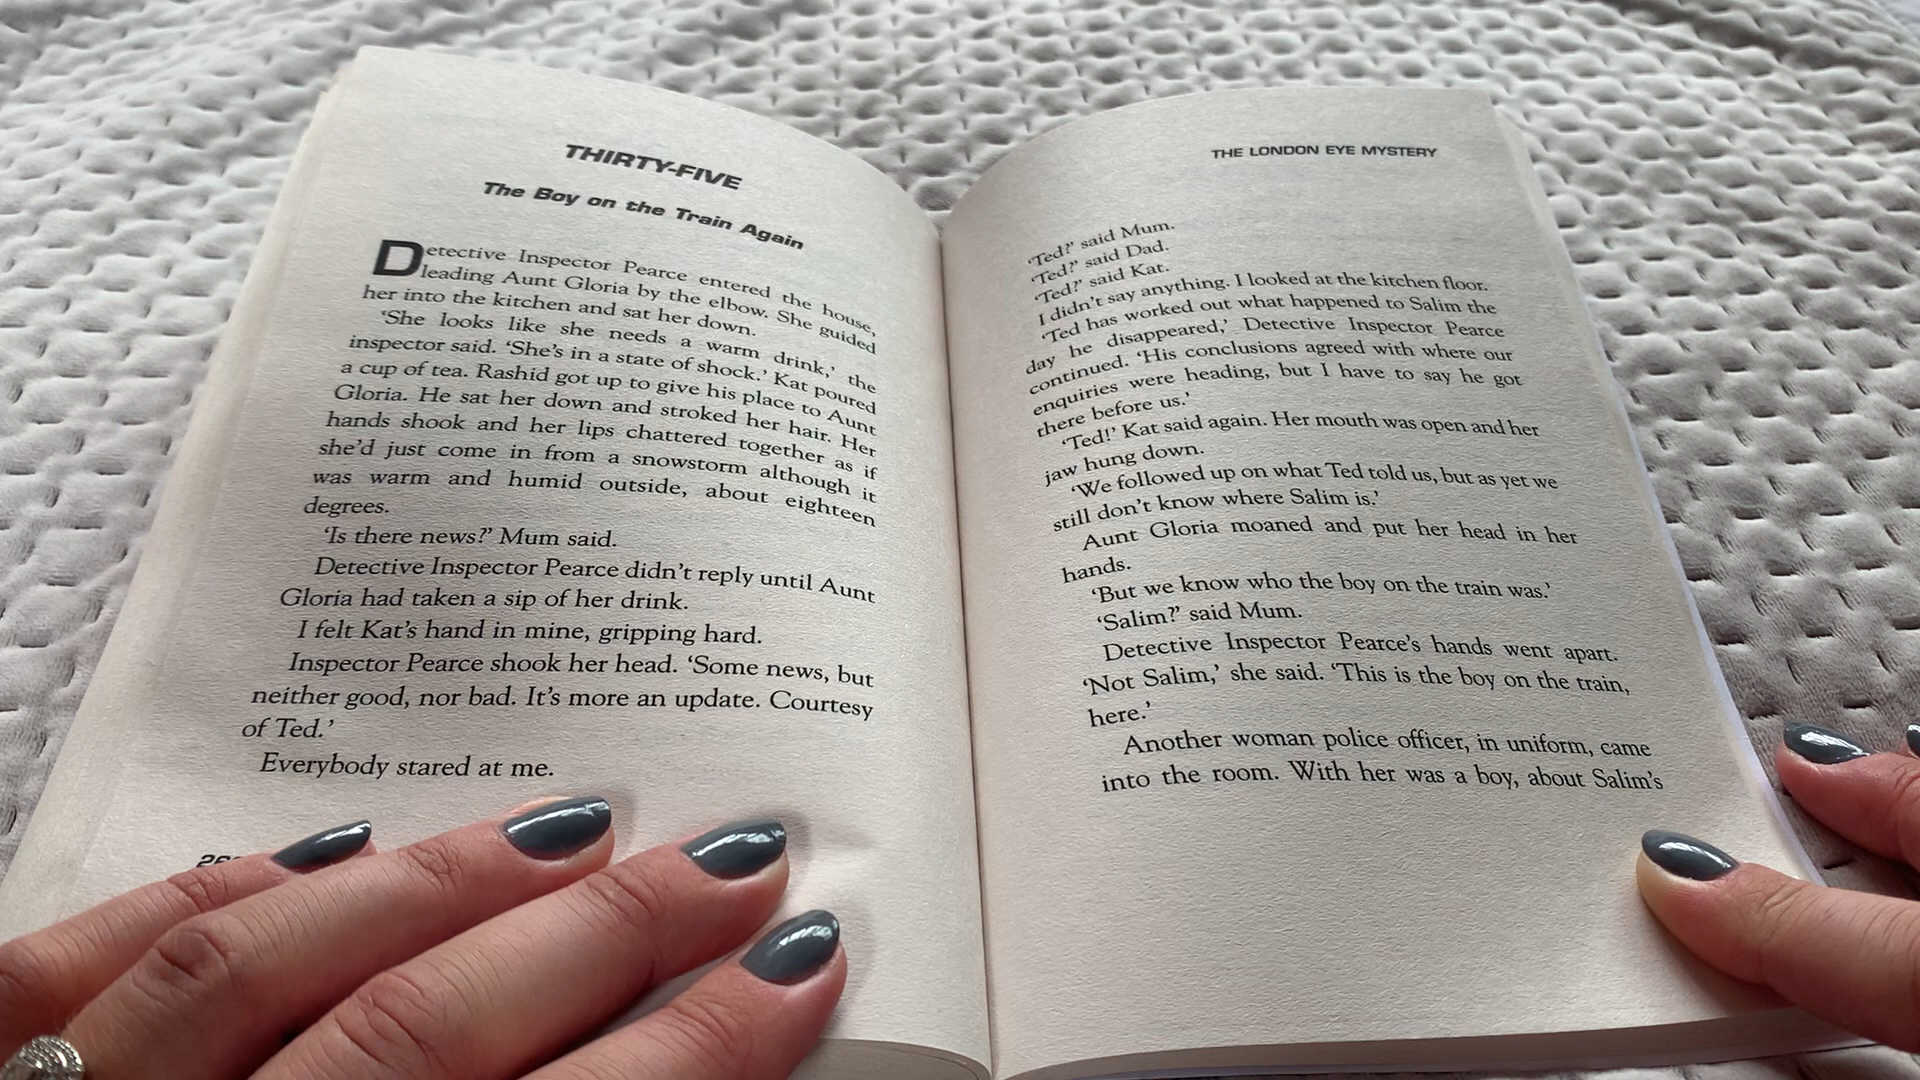 THIRTY-FIVE
The Boy on the Train Again
Detective Inspector Pearce entered the house,
leading Aunt Gloria by the elbow. She guided
her into the kitchen and sat her down.
‘She looks like she needs a warm drink,’ the
inspector said. ‘She’s in a state of shock.’ Kat poured
a cup of tea. Rashid got up to give his place to Aunt
Gloria. He sat her down and stroked her hair. Her
hands shook and her lips chattered together as if
she’d just come in from a snowstorm although it
was warm and humid outside, about eighteen
degrees.
‘Is there news?’ Mum said.
Detective Inspector Pearce didn’t reply until Aunt
Gloria had taken a sip of her drink.
I felt Kat’s hand in mine, gripping hard.
Inspector Pearce shook her head. ‘Some news, but
neither good, nor bad. It’s more an update. Courtesy
of Ted.’
Everybody stared at me.
THE LONDON EYE MYSTERY
‘Ted?’ said Mum.
‘Ted?’ said Dad.
‘Ted?’ said Kat.
I didn’t say anything. I looked at the kitchen floor.
‘Ted has worked out what happened to Salim the
day he disappeared,’ Detective Inspector Pearce
continued. ‘His conclusions agreed with where our
enquiries were heading, but I have to say he got
there before us.’
‘Ted!’ Kat said again. Her mouth was open and her
jaw hung down.
‘We followed up on what Ted told us, but as yet we
still don’t know where Salim is.’
Aunt Gloria moaned and put her head in her
hands.
‘But we know who the boy on the train was.’
‘Salim?’ said Mum.
Detective Inspector Pearce’s hands went apart.
‘Not Salim,’ she said. ‘This is the boy on the train,
here.’
Another woman police officer, in uniform, came
into the room. With her was a boy, about Salim’s